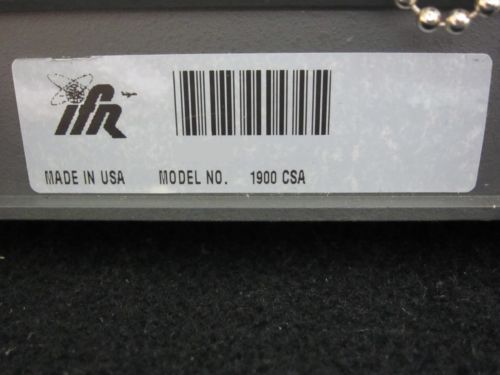 ifr
MADE IN USA MODEL NO. 1900 CSA